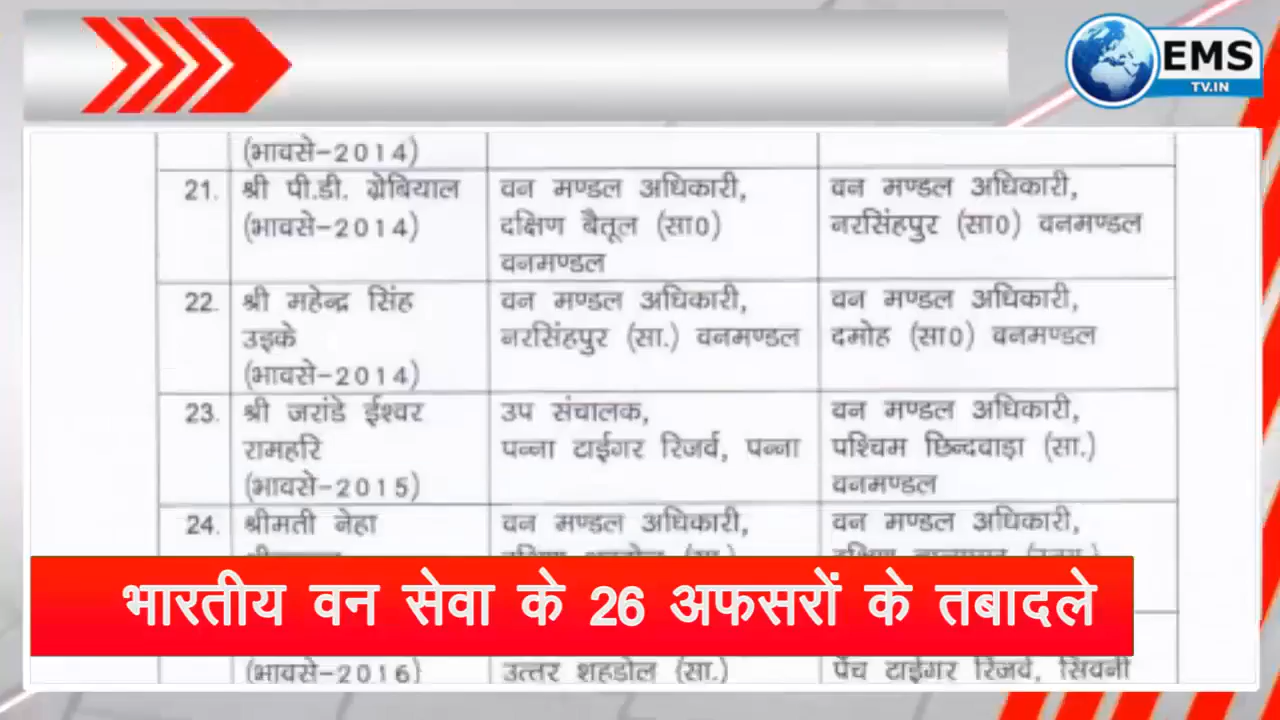 EMS
TV.IN
(भावसे-2014)
21. श्री पी.डी. ग्रेबियाल वन मण्डल अधिकारी, वन मण्डल अधिकारी,
(भावसे-2014) दक्षिण बैतूल (सा0) नरसिंहपुर (सा0) वनमण्डल
वनमण्डल
22. श्री महेन्द्र सिंह वन मण्डल अधिकारी, वन मण्डल अधिकारी,
उइके नरसिंहपुर (सा.) वनमण्डल दमोह (सा0) वनमण्डल
(भावसे-2014)
23. श्री जरांडे ईश्वर उप संचालक, वन मण्डल अधिकारी,
रामहरि पन्ना टाईगर रिजर्व, पन्ना पश्चिम छिन्दवाड़ा (सा.)
(भावसे-2015) वनमण्डल
24. श्रीमती नेहा वन मण्डल अधिकारी, वन मण्डल अधिकारी,
भारतीय वन सेवा के 26 अफसरों के तबादले
(भावसे-2016) उत्तर शहडोल (सा.) पेंच टाईगर रिजर्व, सिवनी